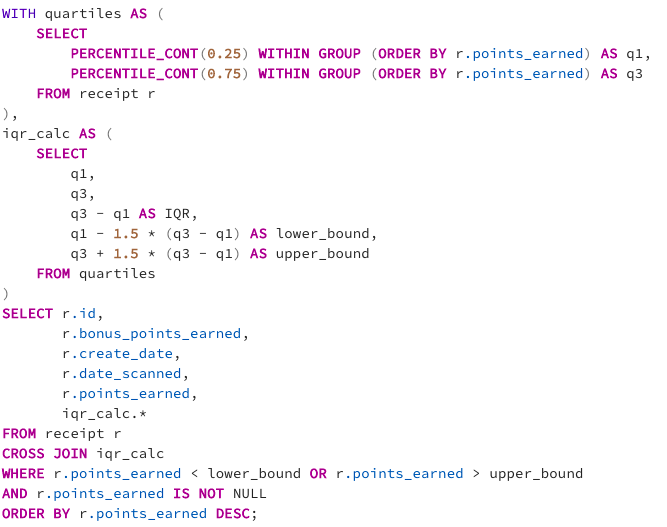 WITH quartiles AS (
    SELECT
        PERCENTILE_CONT(0.25) WITHIN GROUP (ORDER BY r.points_earned) AS q1,
        PERCENTILE_CONT(0.75) WITHIN GROUP (ORDER BY r.points_earned) AS q3
    FROM receipt r
),
iqr_calc AS (
    SELECT
        q1,
        q3,
        q3 - q1 AS IQR,
        q1 - 1.5 * (q3 - q1) AS lower_bound,
        q3 + 1.5 * (q3 - q1) AS upper_bound
    FROM quartiles
)
SELECT r.id,
       r.bonus_points_earned,
       r.create_date,
       r.date_scanned,
       r.points_earned,
       iqr_calc.*
FROM receipt r
CROSS JOIN iqr_calc
WHERE r.points_earned < lower_bound OR r.points_earned > upper_bound
AND r.points_earned IS NOT NULL
ORDER BY r.points_earned DESC;